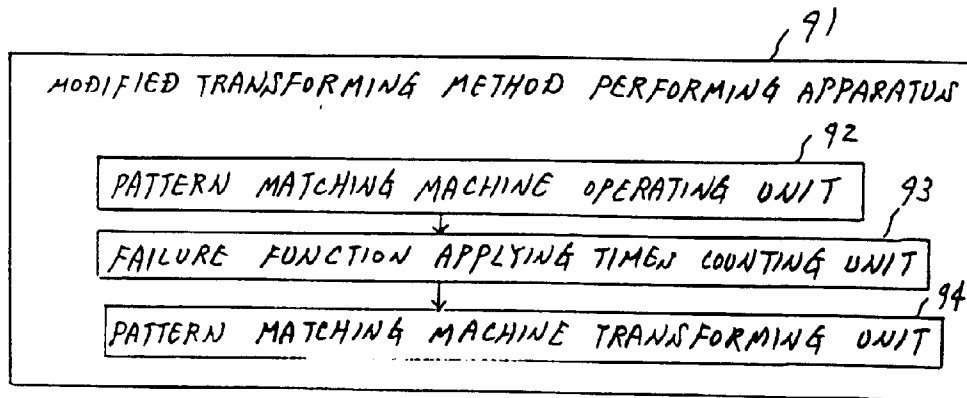 91
MODIFIED TRANSFORMING METHOD PERFORMING APPARATUS
92
PATTERN MATCHING MACHINE OPERATING UNIT
93
FAILURE FUNCTION APPLYING TIMES COUNTING UNIT
94
PATTERN MATCHING MACHINE TRANSFORMING UNIT